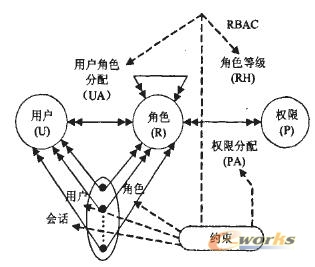 RBAC
用户角色
分配
(UA)
角色等级
(RH)
用户
(U)
角色
(R)
权限
(P)
权限分配
(PA)
用户
角色
会话
约束
works